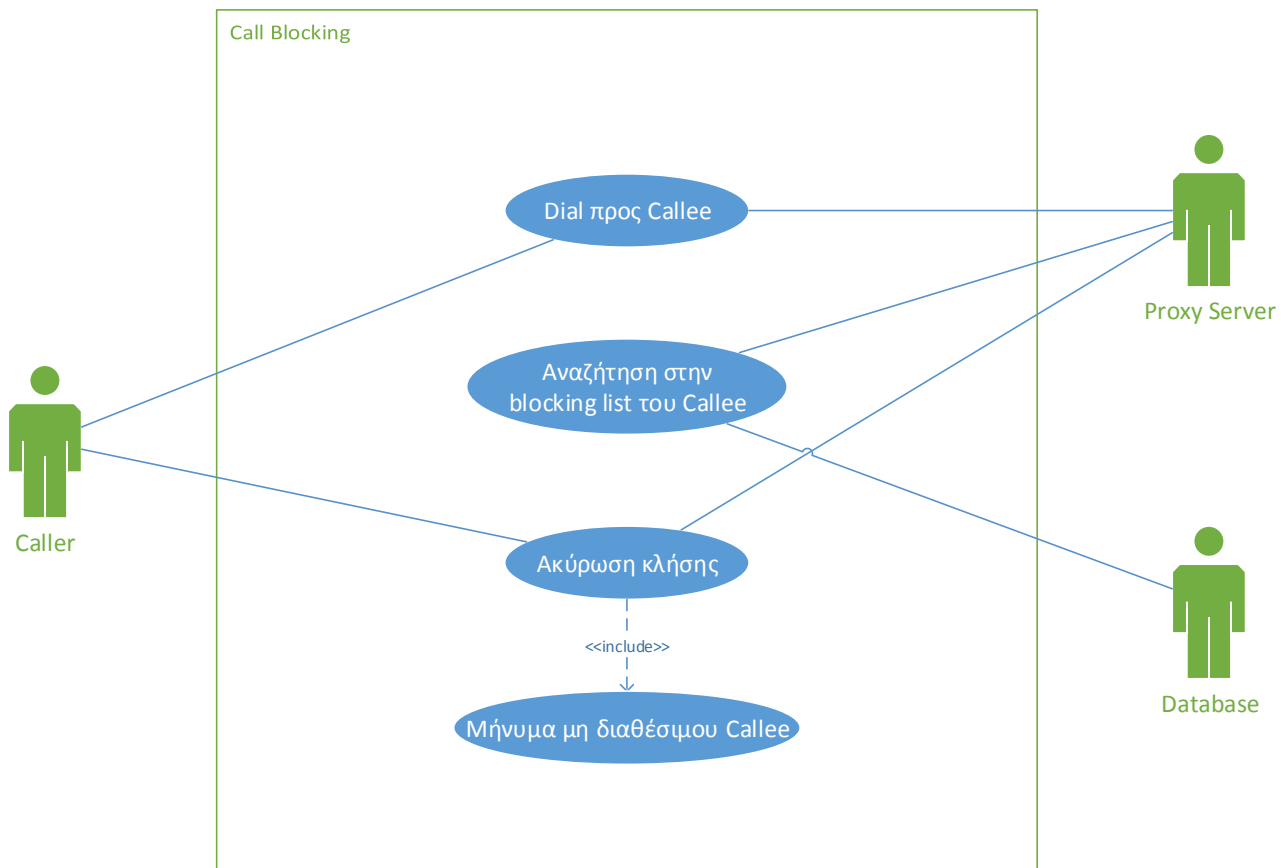 Call Blocking
Dial προς Callee
Proxy Server
Αναζήτηση στην
blocking list του Callee
Caller
Ακύρωση κλήσης
<<include>>
Database
Μήνυμα μη διαθέσιμου Callee